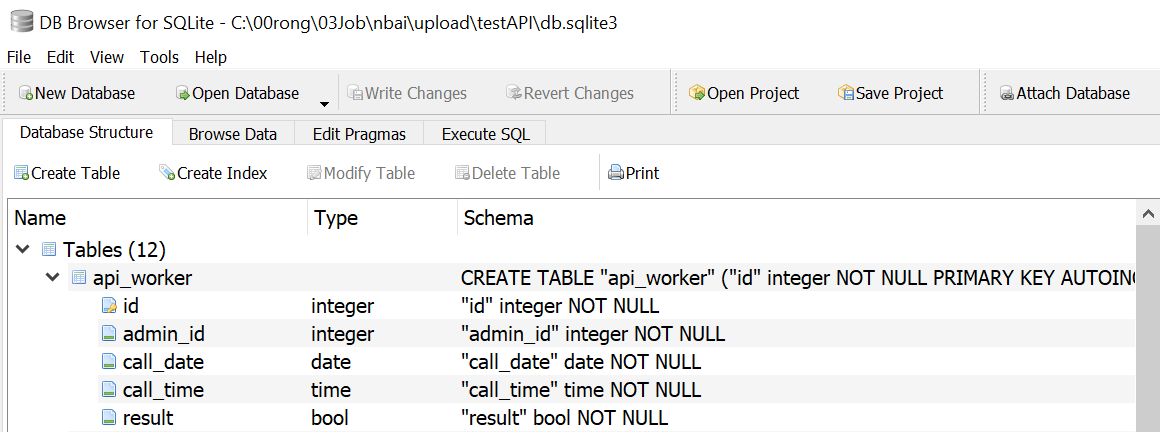 DB Browser for SQLite - C:\00rong\03Job\nbai\upload\testAPI\db.sqlite3
File Edit View Tools Help
New Database Open Database Write Changes Revert Changes Open Project Save Project Attach Database
Database Structure Browse Data Edit Pragmas Execute SQL
Create Table Create Index Modify Table Delete Table Print
Name Type Schema
Tables (12)
api_worker CREATE TABLE "api_worker" ("id" integer NOT NULL PRIMARY KEY AUTOINC
id integer "id" integer NOT NULL
admin_id integer "admin_id" integer NOT NULL
call_date date "call_date" date NOT NULL
call_time time "call_time" time NOT NULL
result bool "result" bool NOT NULL